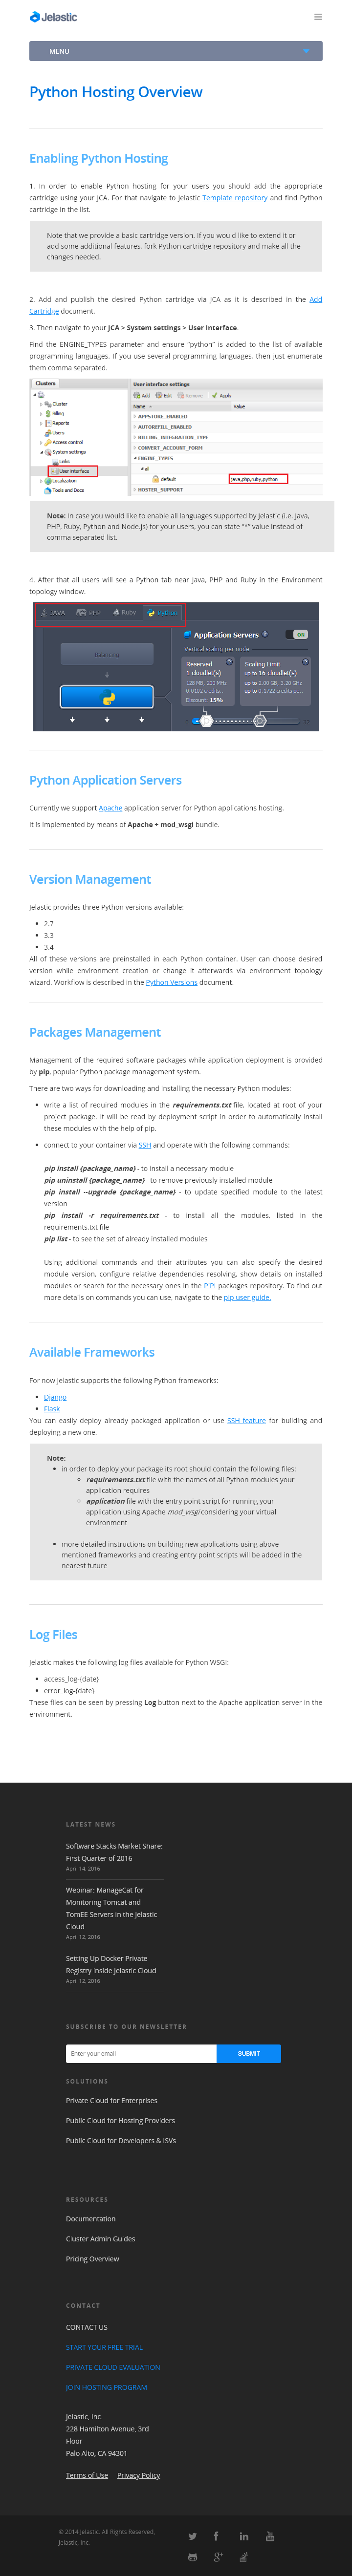 Jelastic
MENU
Python Hosting Overview
Enabling Python Hosting
1. In order to enable Python hosting for your users you should add the appropriate
cartridge using your JCA. For that navigate to Jelastic Template repository and find Python
cartridge in the list.
Note that we provide a basic cartridge version. If you would like to extend it or
add some additional features, fork Python cartridge repository and make all the
changes needed.
2. Add and publish the desired Python cartridge via JCA as it is described in the Add
Cartridge document.
3. Then navigate to your JCA > System settings > User Interface.
Find the ENGINE_TYPES parameter and ensure "python" is added to the list of available
programming languages. If you use several programming languages, then just enumerate
them comma separated.
Clusters
Cluster
Billing
Reports
Users
Access control
System settings
Links
User interface
Localization
Tools and Docs
User interface settings
Add Edit Remove Apply
Name Value
APPSTORE_ENABLED
AUTOREFILL_ENABLED
BILLING_INTEGRATION_TYPE
CONVERT_ACCOUNT_FORM
ENGINE_TYPES
all
default java,php,ruby,python
HOSTER_SUPPORT
Note: In case you would like to enable all languages supported by Jelastic (i.e. Java,
PHP, Ruby, Python and Node.js) for your users, you can state "*" value instead of
comma separated list.
4. After that all users will see a Python tab near Java, PHP and Ruby in the Environment
topology window.
JAVA PHP Ruby Python
Balancing
Application Servers ? ON
Vertical scaling per node
Reserved ?
1 cloudlet(s)
128 MB, 200 MHz
0.0102 credits...
Discount: 15%
Scaling Limit ?
up to 16 cloudlet(s)
up to 2.00 GB, 3.20 GHz
up to 0.1722 credits pe...
Python Application Servers
Currently we support Apache application server for Python applications hosting.
It is implemented by means of Apache + mod_wsgi bundle.
Version Management
Jelastic provides three Python versions available:
2.7
3.3
3.4
All of these versions are preinstalled in each Python container. User can choose desired
version while environment creation or change it afterwards via environment topology
wizard. Workflow is described in the Python Versions document.
Packages Management
Management of the required software packages while application deployment is provided
by pip, popular Python package management system.
There are two ways for downloading and installing the necessary Python modules:
write a list of required modules in the requirements.txt file, located at root of your
project package. It will be read by deployment script in order to automatically install
these modules with the help of pip.
connect to your container via SSH and operate with the following commands:
pip install {package_name} - to install a necessary module
pip uninstall {package_name} - to remove previously installed module
pip install --upgrade {package_name} - to update specified module to the latest
version
pip install -r requirements.txt - to install all the modules, listed in the
requirements.txt file
pip list - to see the set of already installed modules
Using additional commands and their attributes you can also specify the desired
module version, configure relative dependencies resolving, show details on installed
modules or search for the necessary ones in the PIPI packages repository. To find out
more details on commands you can use, navigate to the pip user guide.
Available Frameworks
For now Jelastic supports the following Python frameworks:
Django
Flask
You can easily deploy already packaged application or use SSH feature for building and
deploying a new one.
Note:
in order to deploy your package its root should contain the following files:
requirements.txt file with the names of all Python modules your
application requires
application file with the entry point script for running your
application using Apache mod_wsgi considering your virtual
environment
more detailed instructions on building new applications using above
mentioned frameworks and creating entry point scripts will be added in the
nearest future
Log Files
Jelastic makes the following log files available for Python WSGI:
access_log-{date}
error_log-{date}
These files can be seen by pressing Log button next to the Apache application server in the
environment.
LATEST NEWS
Software Stacks Market Share:
First Quarter of 2016
April 14, 2016
Webinar: ManageCat for
Monitoring Tomcat and
TomEE Servers in the Jelastic
Cloud
April 12, 2016
Setting Up Docker Private
Registry inside Jelastic Cloud
April 12, 2016
SUBSCRIBE TO OUR NEWSLETTER
Enter your email SUBMIT
SOLUTIONS
Private Cloud for Enterprises
Public Cloud for Hosting Providers
Public Cloud for Developers & ISVs
RESOURCES
Documentation
Cluster Admin Guides
Pricing Overview
CONTACT
CONTACT US
START YOUR FREE TRIAL
PRIVATE CLOUD EVALUATION
JOIN HOSTING PROGRAM
Jelastic, Inc.
228 Hamilton Avenue, 3rd
Floor
Palo Alto, CA 94301
Terms of Use Privacy Policy
© 2014 Jelastic. All Rights Reserved.
Jelastic, Inc.